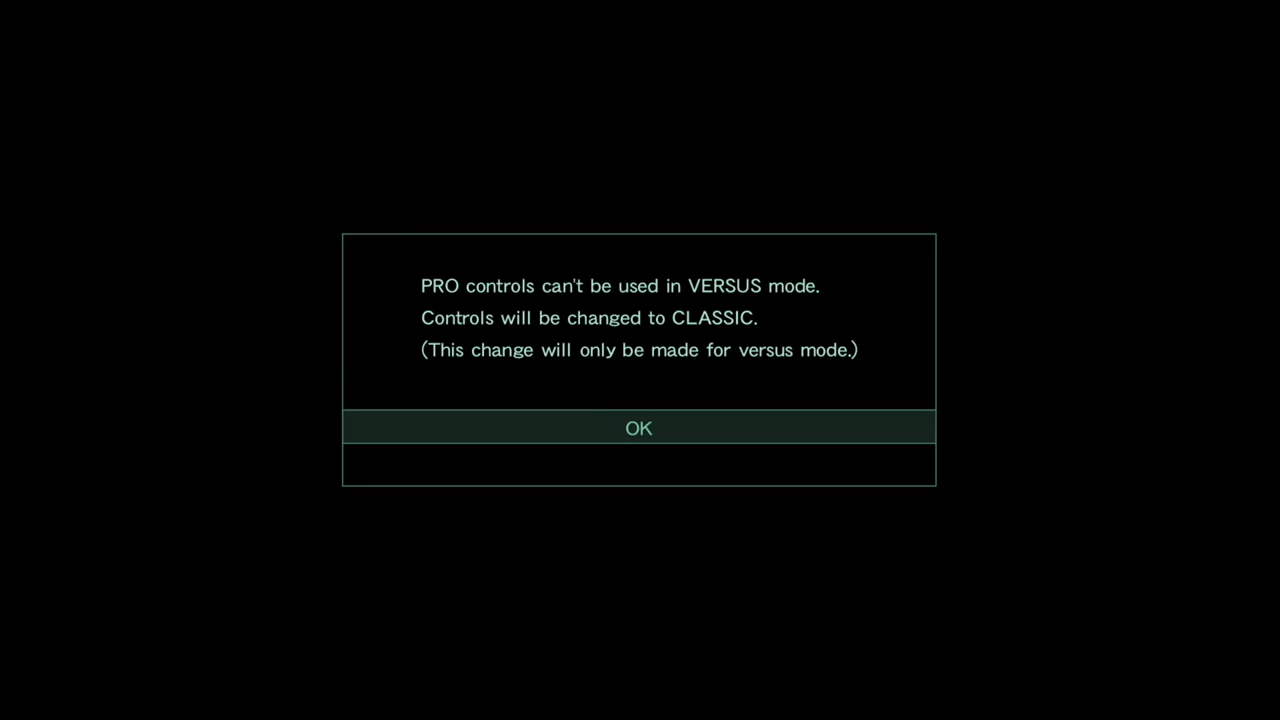 PRO controls can't be used in VERSUS mode.
Controls will be changed to CLASSIC.
(This change will only be made for versus mode.)
OK